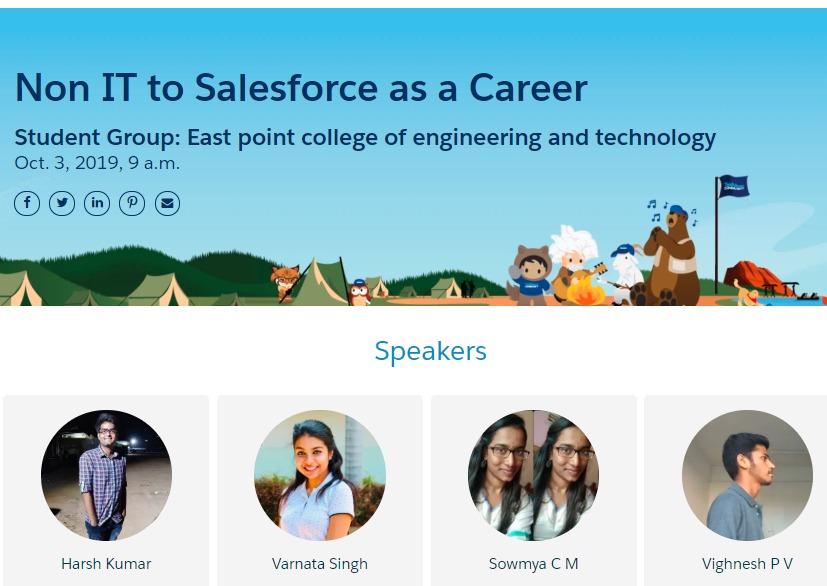 Non IT to Salesforce as a Career
Student Group: East point college of engineering and technology
Oct. 3, 2019, 9 a.m.
Speakers
Harsh Kumar
Varnata Singh
Sowmya C M
Vighnesh P V